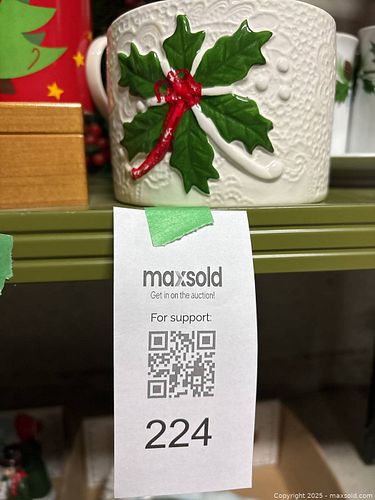 maxsold
Get in on the auction!
For support:
224
Copyright 2025 - maxsold.com